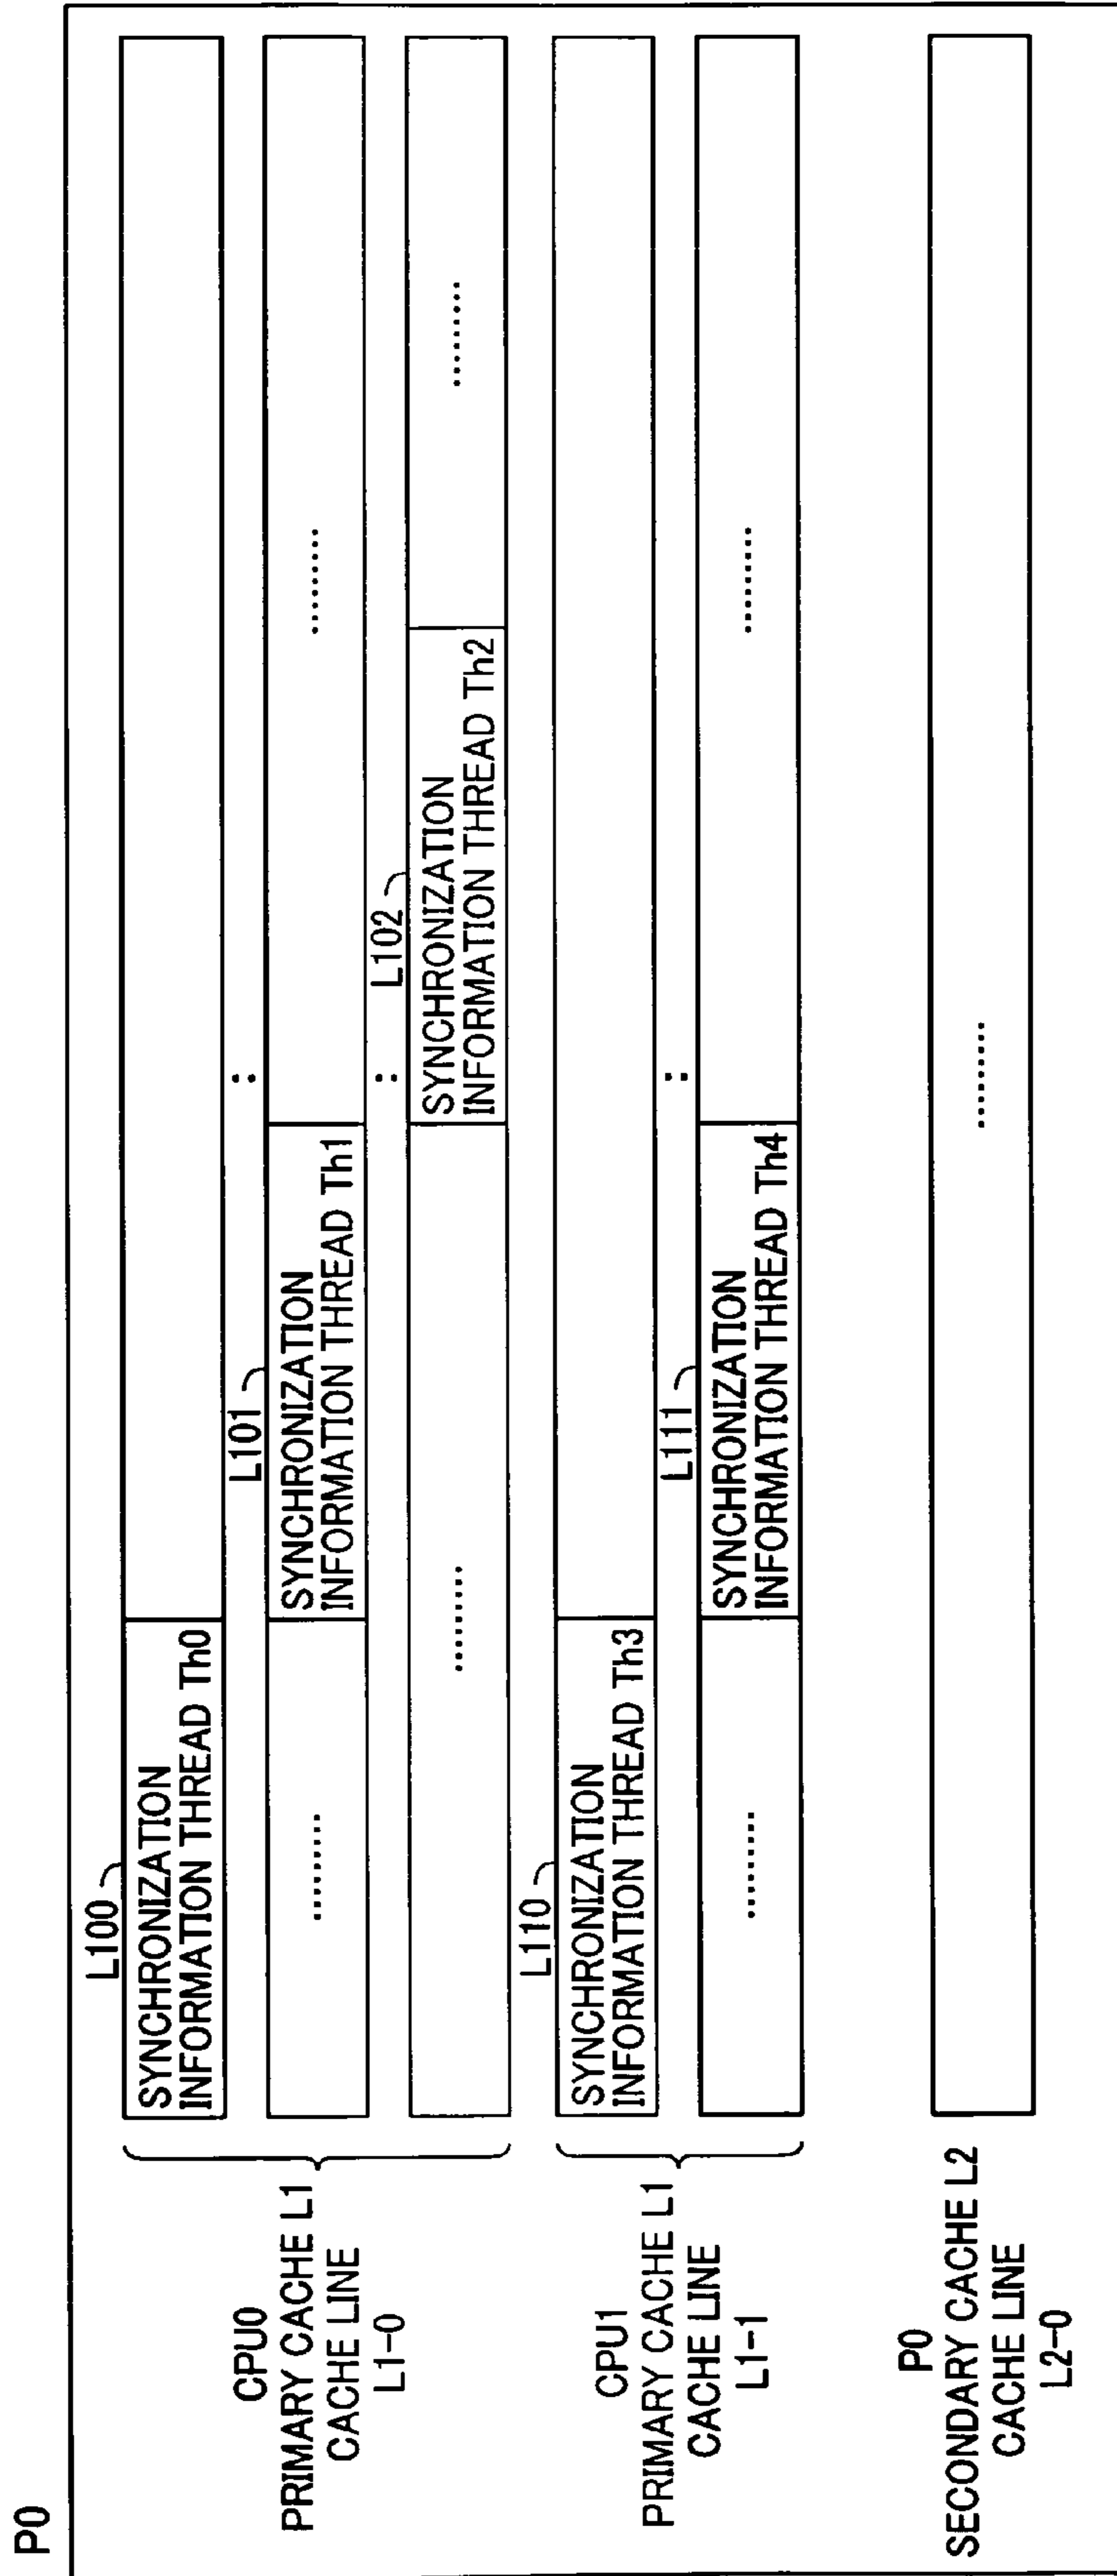 P0
CPU0
PRIMARY CACHE L1
CACHE LINE
L1-0
L100
SYNCHRONIZATION
INFORMATION THREAD Th0
:
.........
L101
SYNCHRONIZATION
INFORMATION THREAD Th1
.........
:
.........
L102
SYNCHRONIZATION
INFORMATION THREAD Th2
.........
CPU1
PRIMARY CACHE L1
CACHE LINE
L1-1
L110
SYNCHRONIZATION
INFORMATION THREAD Th3
:
.........
L111
SYNCHRONIZATION
INFORMATION THREAD Th4
.........
P0
SECONDARY CACHE L2
CACHE LINE
L2-0
.........